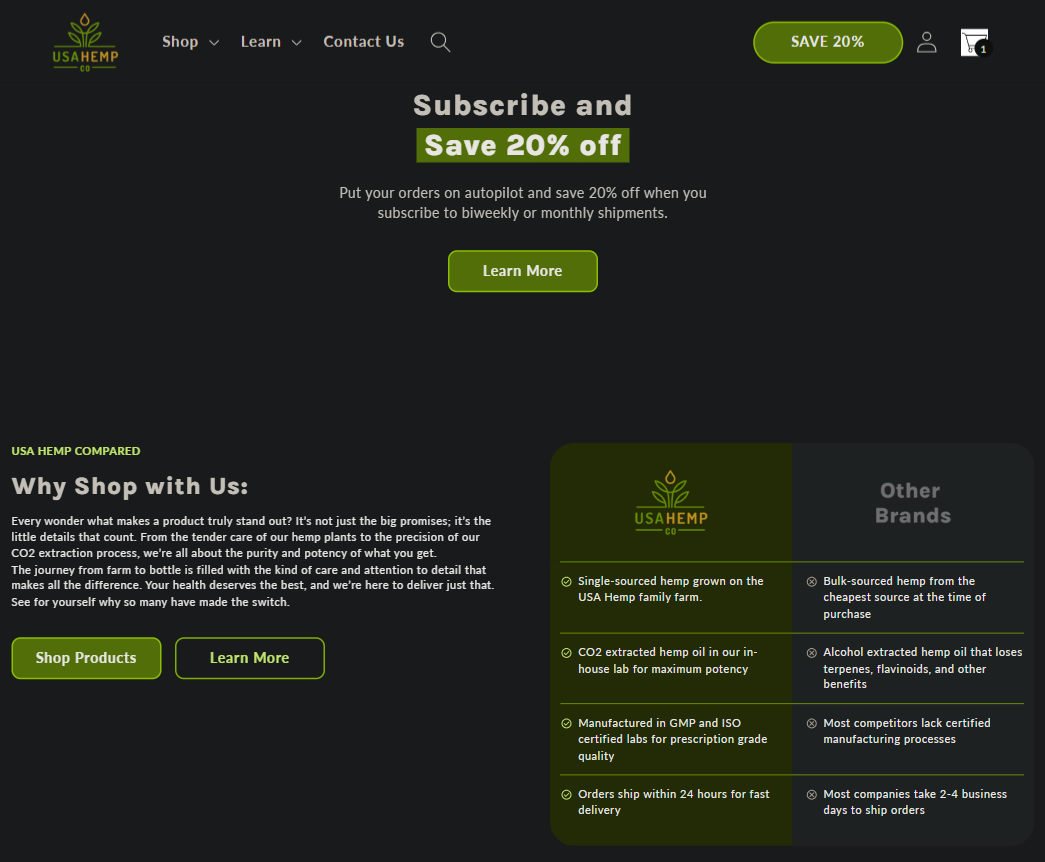 USAHEMP
CO
Shop
Learn
Contact Us
SAVE 20%
1
Subscribe and
Save 20% off
Put your orders on autopilot and save 20% off when you
subscribe to biweekly or monthly shipments.
Learn More
USA HEMP COMPARED
Why Shop with Us:
Every wonder what makes a product truly stand out? It's not just the big promises; it's the
little details that count. From the tender care of our hemp plants to the precision of our
CO2 extraction process, we're all about the purity and potency of what you get.
The journey from farm to bottle is filled with the kind of care and attention to detail that
makes all the difference. Your health deserves the best, and we're here to deliver just that.
See for yourself why so many have made the switch.
Shop Products
Learn More
USAHEMP
CO
Other
Brands
Single-sourced hemp grown on the
USA Hemp family farm.
Bulk-sourced hemp from the
cheapest source at the time of
purchase
CO2 extracted hemp oil in our in-
house lab for maximum potency
Alcohol extracted hemp oil that loses
terpenes, flavinoids, and other
benefits
Manufactured in GMP and ISO
certified labs for prescription grade
quality
Most competitors lack certified
manufacturing processes
Orders ship within 24 hours for fast
delivery
Most companies take 2-4 business
days to ship orders